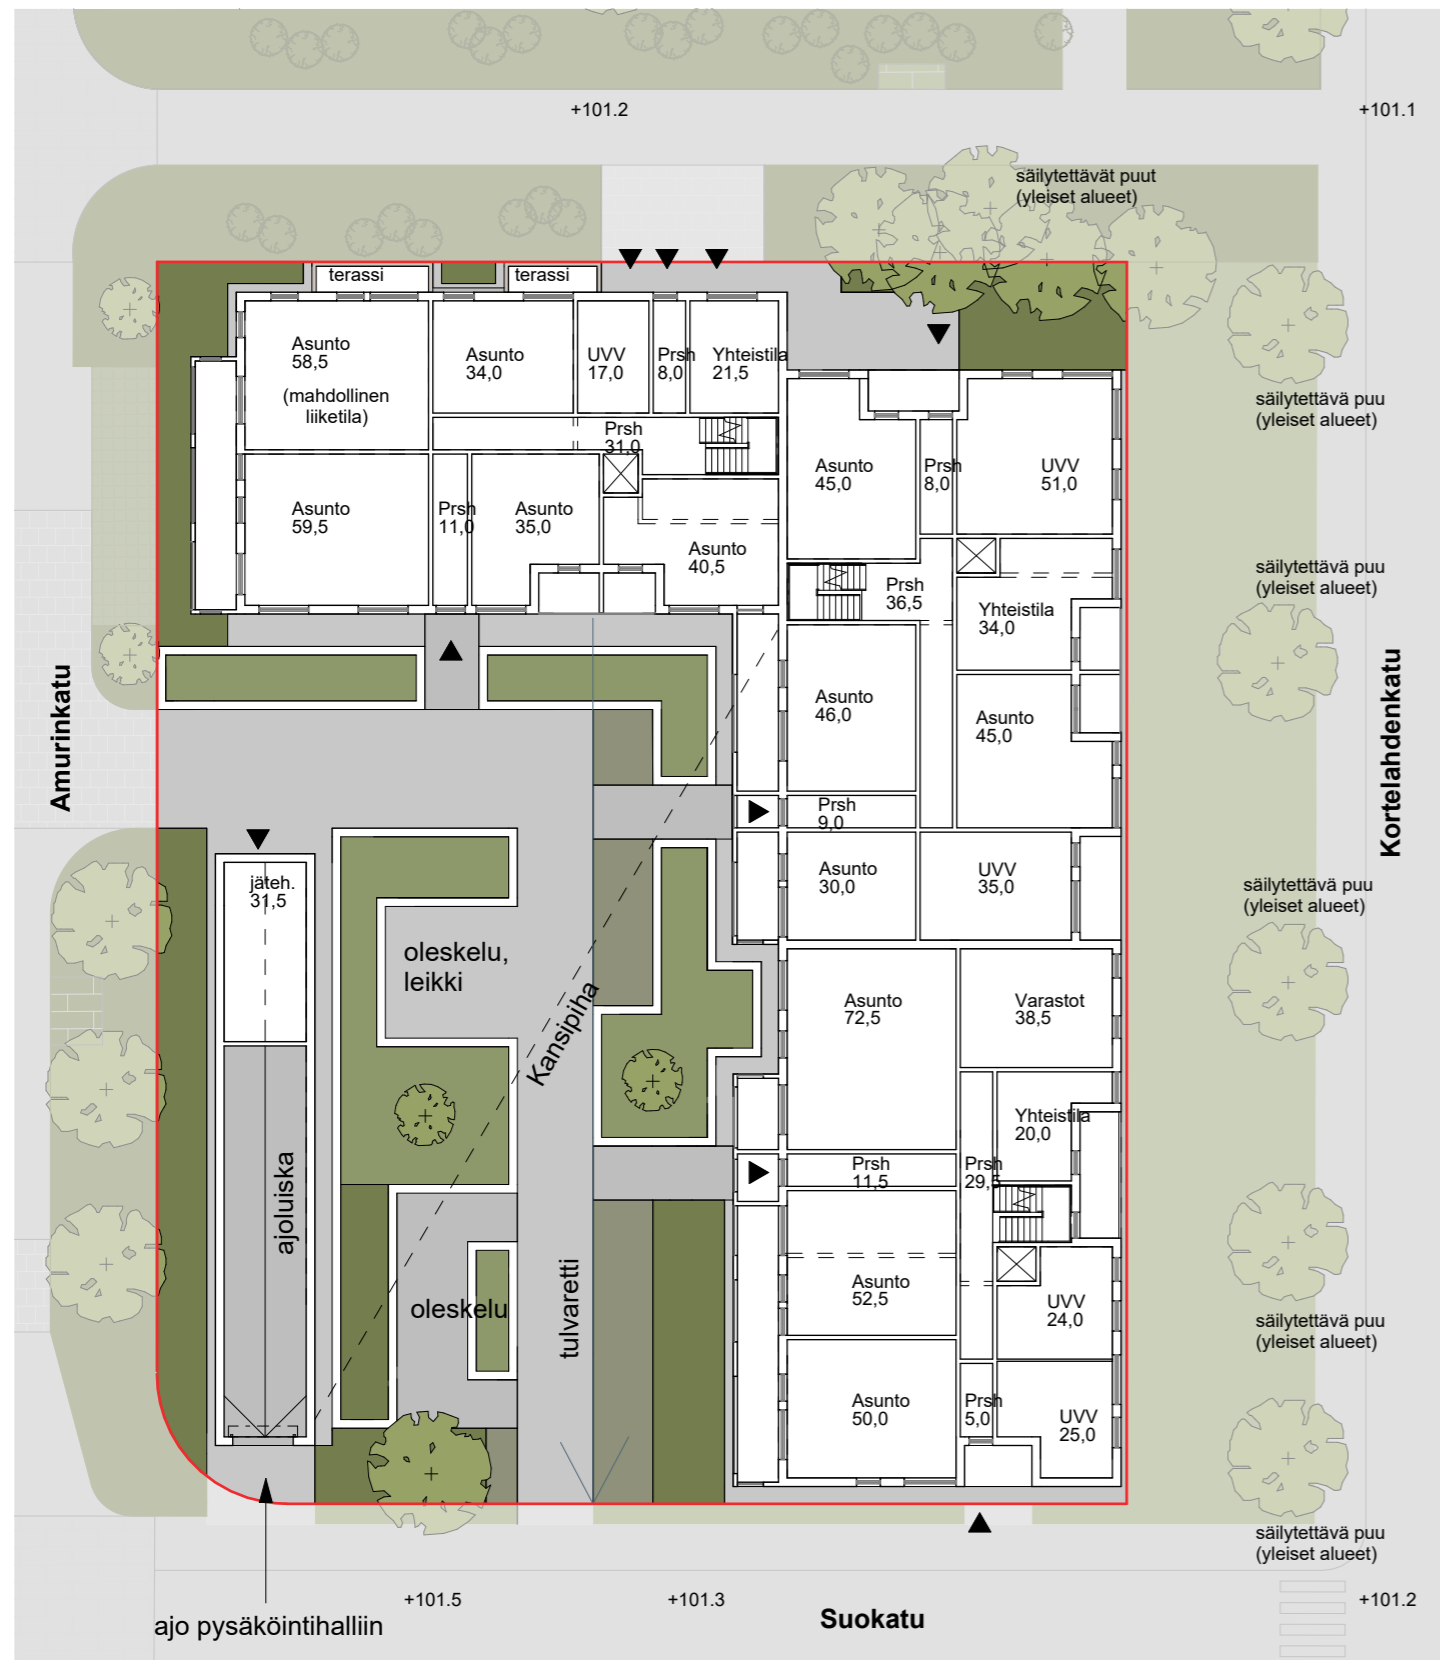 +101.2
+101.1
säilytettävät puut
(yleiset alueet)
terassi
terassi
Asunto
58,5
(mahdollinen
liiketila)
Asunto
34,0
UVV
17,0
Prsh
8,0
Yhteistila
21,5
säilytettävä puu
(yleiset alueet)
Prsh
31,0
Asunto
45,0
Prsh
8,0
UVV
51,0
Asunto
59,5
Prsh
11,0
Asunto
35,0
Asunto
40,5
säilytettävä puu
(yleiset alueet)
Prsh
36,5
Yhteistila
34,0
Amurinkatu
Kortelahdenkatu
Asunto
46,0
Asunto
45,0
Prsh
9,0
Asunto
30,0
UVV
35,0
jäteh.
31,5
säilytettävä puu
(yleiset alueet)
oleskelu,
leikki
Kansipiha
Asunto
72,5
Varastot
38,5
Yhteistila
20,0
Prsh
11,5
Prsh
29,5
ajoluiska
oleskelu
tulvaretti
Asunto
52,5
UVV
24,0
säilytettävä puu
(yleiset alueet)
Asunto
50,0
Prsh
5,0
UVV
25,0
säilytettävä puu
(yleiset alueet)
+101.5
+101.3
+101.2
Suokatu
ajo pysäköintihalliin